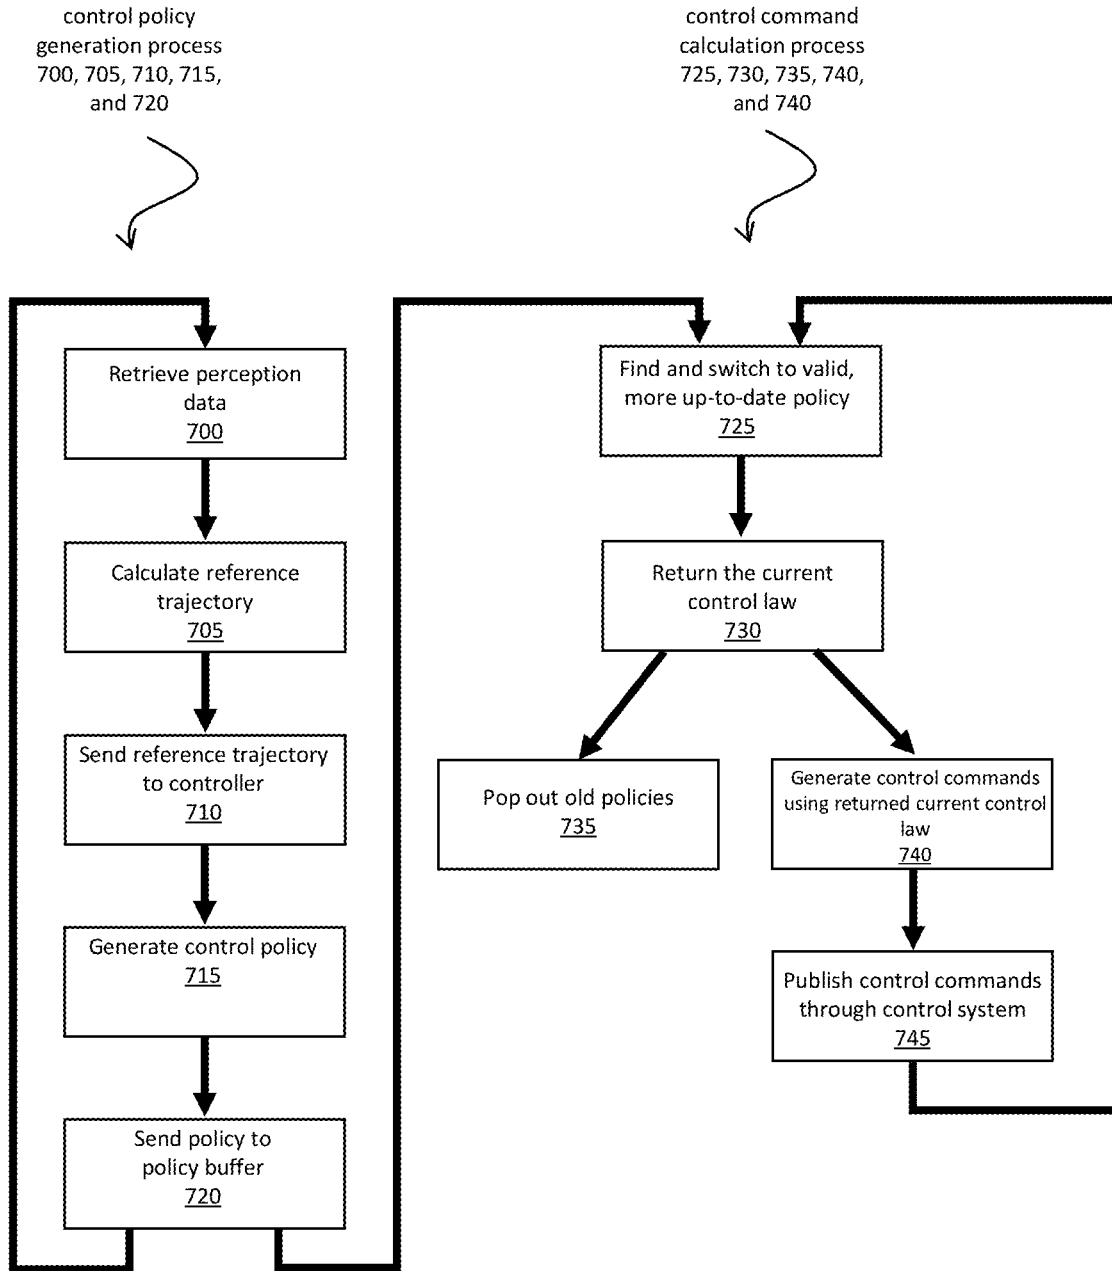 control policy
generation process
700, 705, 710, 715,
and 720
control command
calculation process
725, 730, 735, 740,
and 740
Retrieve perception
data
700
Calculate reference
trajectory
705
Send reference trajectory
to controller
710
Generate control policy
715
Send policy to
policy buffer
720
Find and switch to valid,
more up-to-date policy
725
Return the current
control law
730
Pop out old policies
735
Generate control commands
using returned current control
law
740
Publish control commands
through control system
745